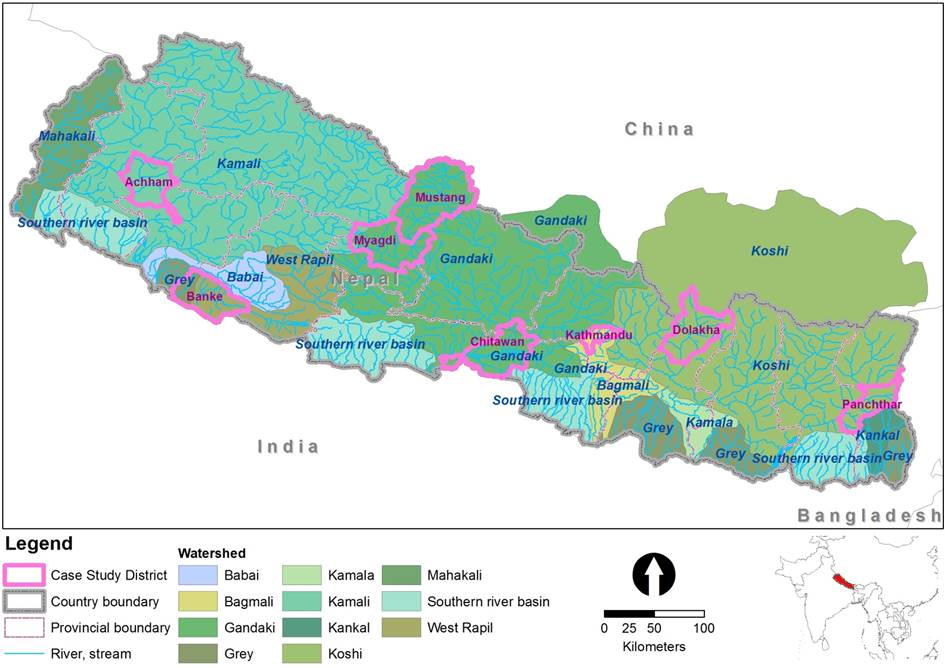 China
Mahakali
Kamali
Achham
Mustang
Southern river basin
Gandaki
Myagdi
Koshi
West Rapil
Gandaki
Grey
Babai
Nepal
Banke
Dolakha
Kathmandu
Southern river basin
Chitawan
Gandaki
Gandaki
Koshi
Bagmali
Southern river basin
Panchthar
Kamala
Grey
Kankal
India
Grey
Southern river basin
Grey
Bangladesh
Legend
Case Study District
Country boundary
Provincial boundary
River, stream
Watershed
Babai
Bagmali
Gandaki
Grey
Kamala
Kamali
Kankal
Koshi
Mahakali
Southern river basin
West Rapil
0 25 50 100
Kilometers